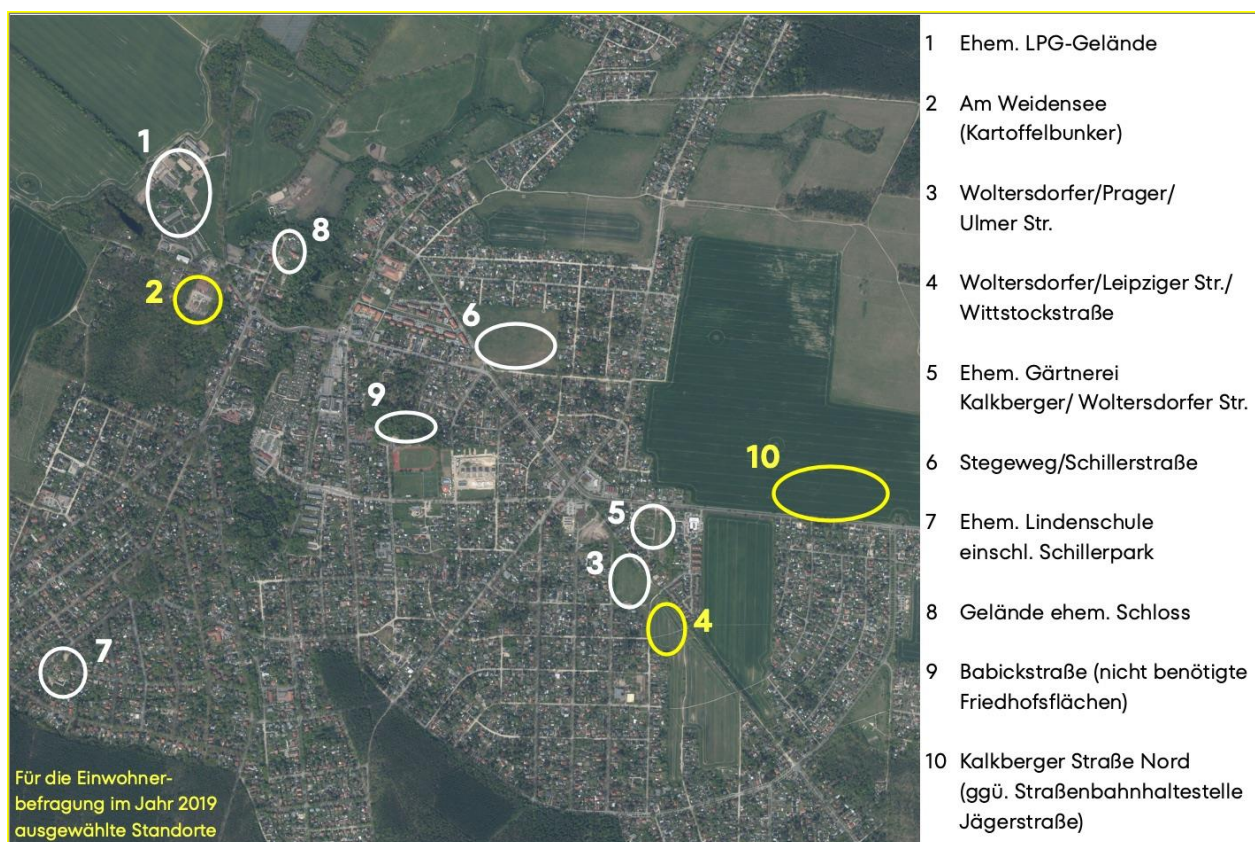 1
8
2
6
9
10
5
3
4
7
Für die Einwohner-
befragung im Jahr 2019
ausgewählte Standorte
1 Ehem. LPG-Gelände
2 Am Weidensee
(Kartoffelbunker)
3 Woltersdorfer/Prager/
Ulmer Str.
4 Woltersdorfer/Leipziger Str./
Wittstockstraße
5 Ehem. Gärtnerei
Kalkberger/ Woltersdorfer Str.
6 Stegeweg/Schillerstraße
7 Ehem. Lindenschule
einschl. Schillerpark
8 Gelände ehem. Schloss
9 Babickstraße (nicht benötigte
Friedhofsflächen)
10 Kalkberger Straße Nord
(ggü. Straßenbahnhaltestelle
Jägerstraße)